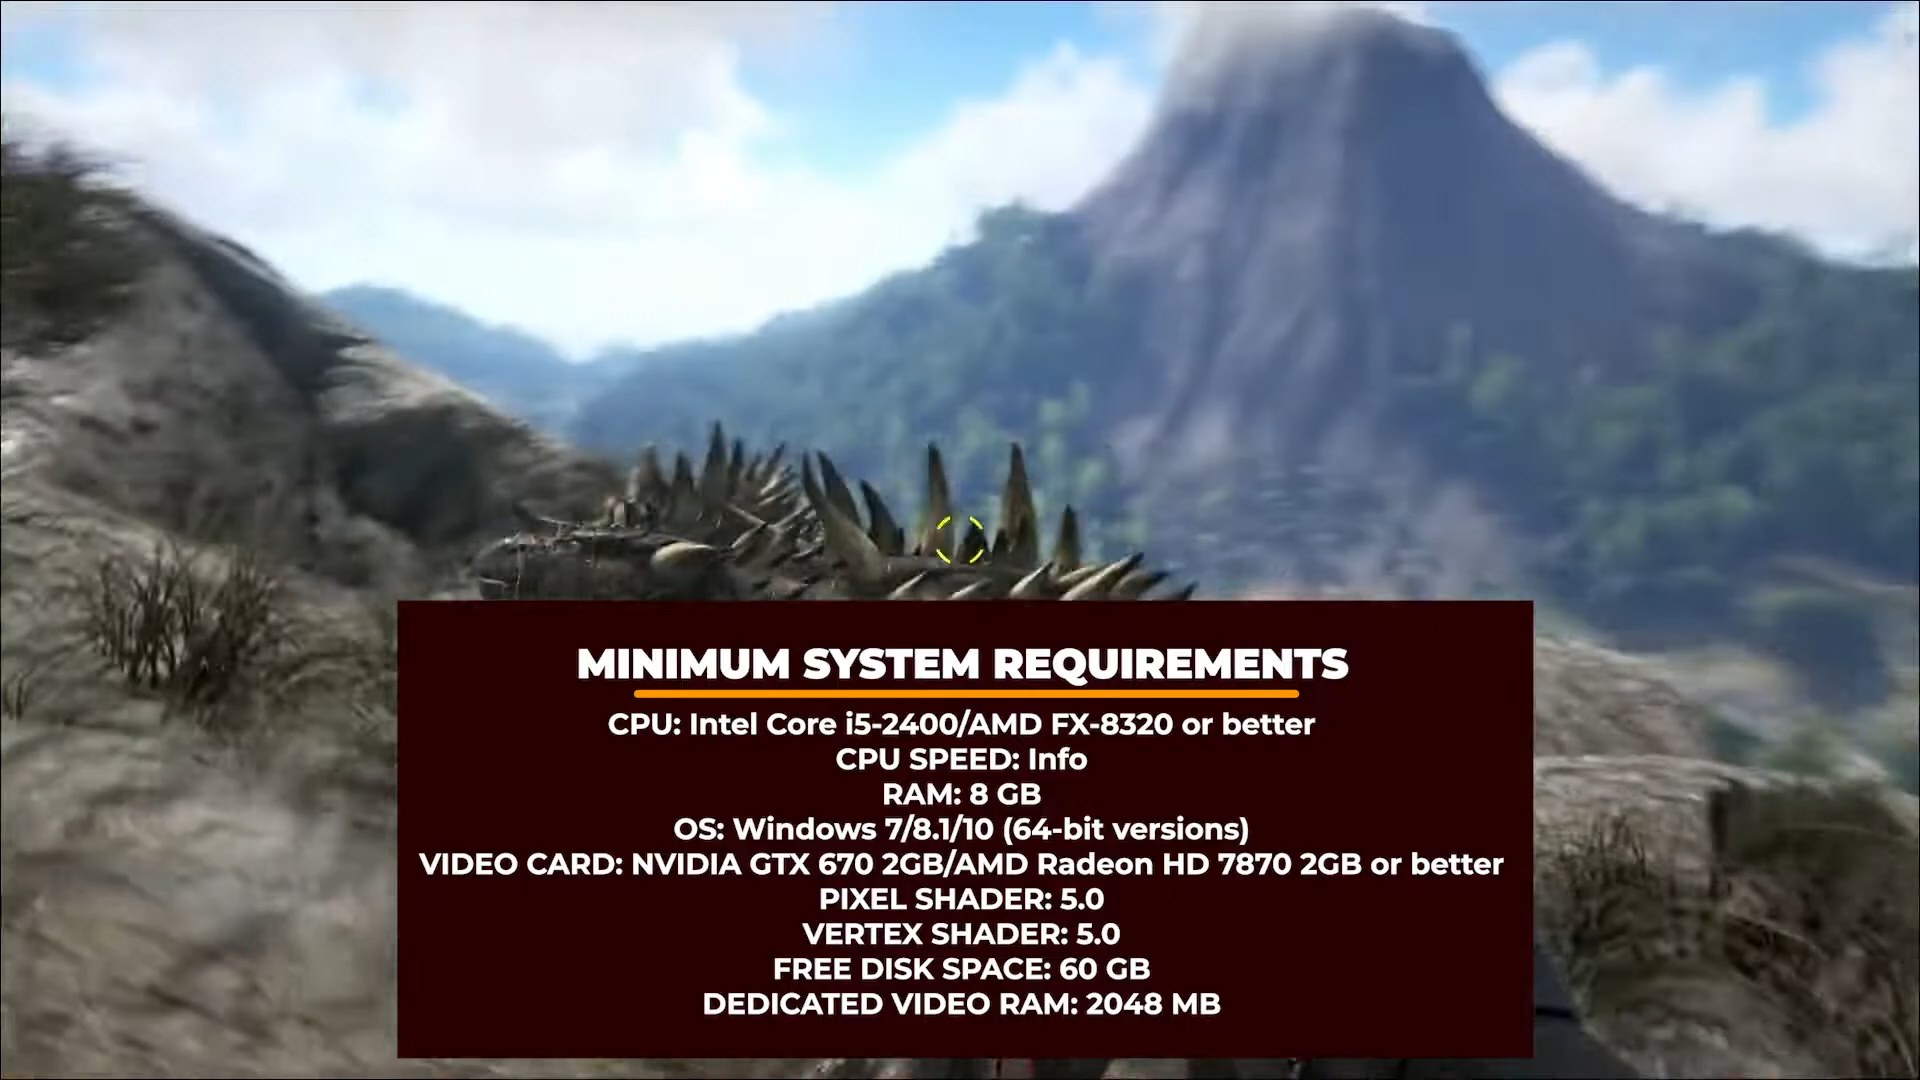 MINIMUM SYSTEM REQUIREMENTS
CPU: Intel Core i5-2400/AMD FX-8320 or better
CPU SPEED: Info
RAM: 8 GB
OS: Windows 7/8.1/10 (64-bit versions)
VIDEO CARD: NVIDIA GTX 670 2GB/AMD Radeon HD 7870 2GB or better
PIXEL SHADER: 5.0
VERTEX SHADER: 5.0
FREE DISK SPACE: 60 GB
DEDICATED VIDEO RAM: 2048 MB